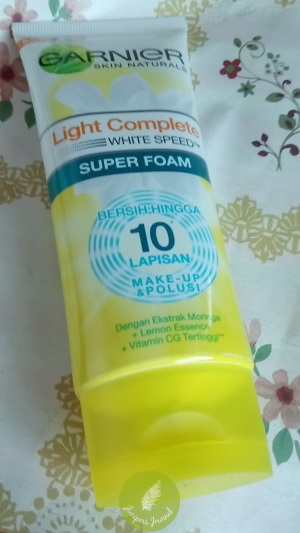 GARNIER
SKIN NATURALS
Light Complete
WHITE SPEED™
SUPER FOAM
BERSIH HINGGA
10
LAPISAN
MAKE-UP
& POLUSI
Dengan Ekstrak Moringa
+ Lemon Essence
+ Vitamin CG Tertinggi**